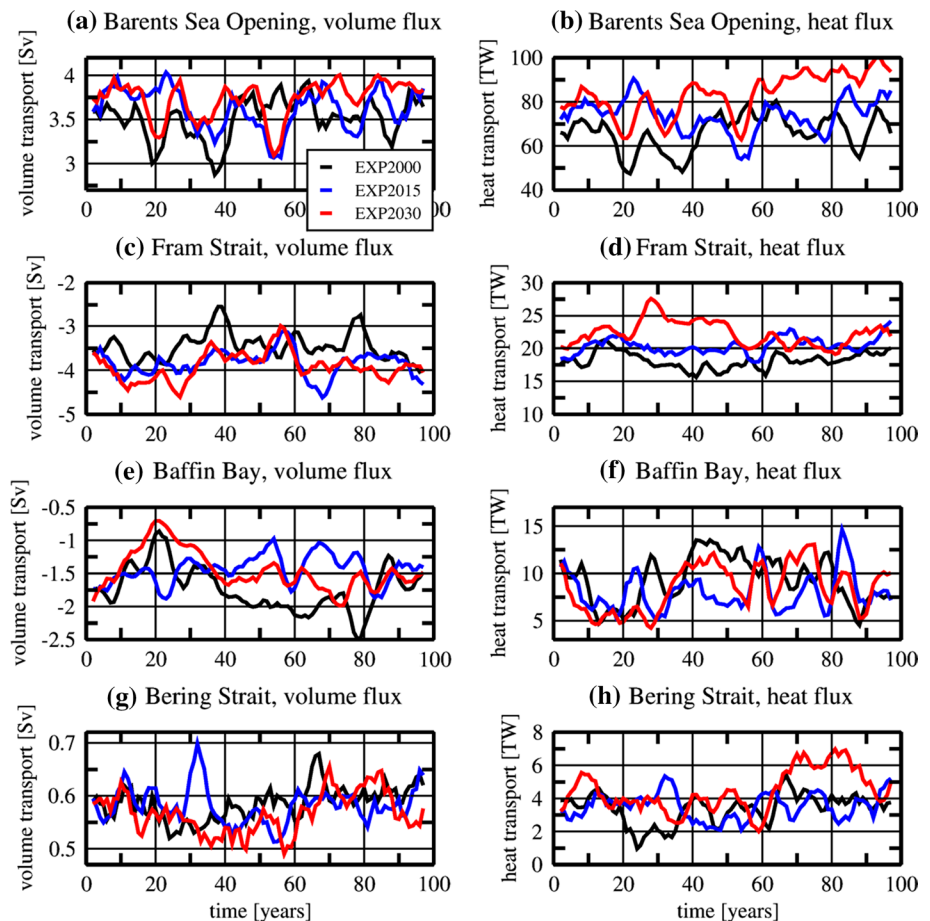 (a) Barents Sea Opening, volume flux
volume transport [Sv]
4
3.5
3
0 20 40 60 80 100
EXP2000
EXP2015
EXP2030
(b) Barents Sea Opening, heat flux
heat transport [TW]
100
80
60
40
0 20 40 60 80 100
(c) Fram Strait, volume flux
volume transport [Sv]
-2
-3
-4
-5
0 20 40 60 80 100
(d) Fram Strait, heat flux
heat transport [TW]
30
25
20
15
10
0 20 40 60 80 100
(e) Baffin Bay, volume flux
volume transport [Sv]
-0.5
-1
-1.5
-2
-2.5
0 20 40 60 80 100
(f) Baffin Bay, heat flux
heat transport [TW]
15
10
5
0 20 40 60 80 100
(g) Bering Strait, volume flux
volume transport [Sv]
0.7
0.6
0.5
0 20 40 60 80 100
time [years]
(h) Bering Strait, heat flux
heat transport [TW]
8
6
4
2
0
0 20 40 60 80 100
time [years]